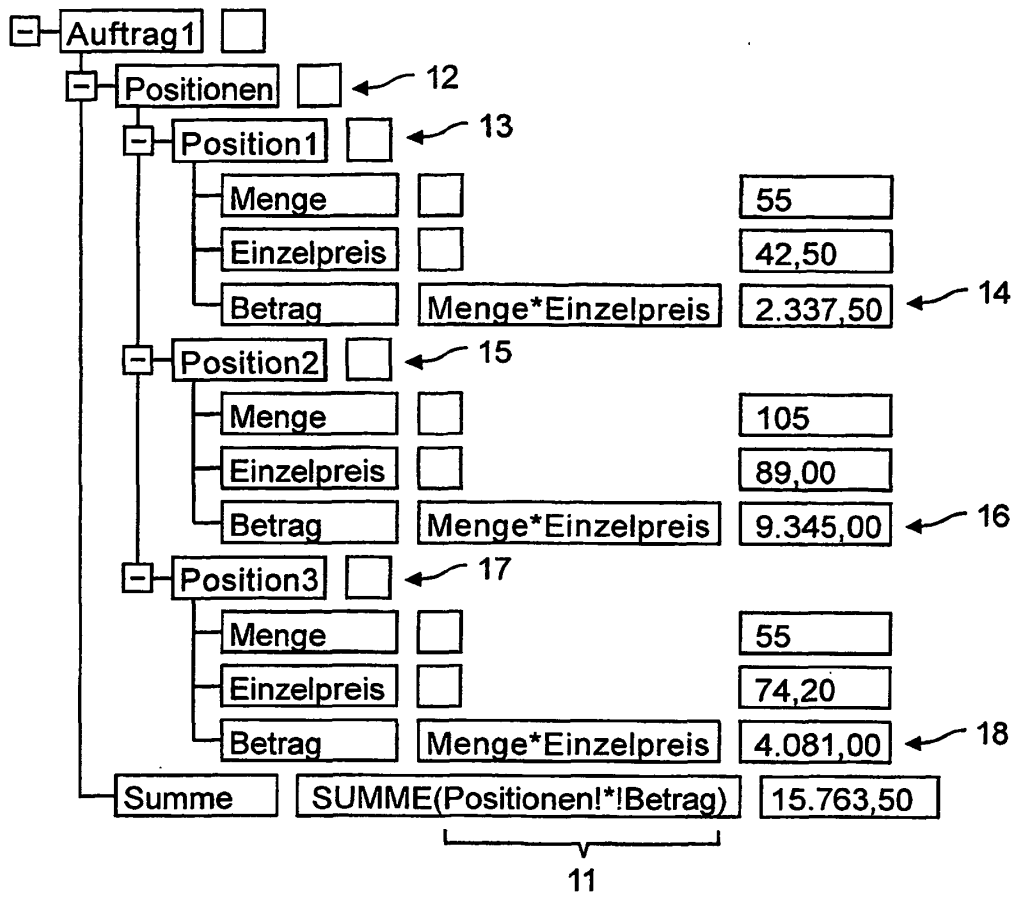 Auftrag1
Positionen 12
Position1 13
Menge 55
Einzelpreis 42,50
Betrag Menge*Einzelpreis 2.337,50 14
Position2 15
Menge 105
Einzelpreis 89,00
Betrag Menge*Einzelpreis 9.345,00 16
Position3 17
Menge 55
Einzelpreis 74,20
Betrag Menge*Einzelpreis 4.081,00 18
Summe SUMME(Positionen!*!Betrag) 15.763,50
11